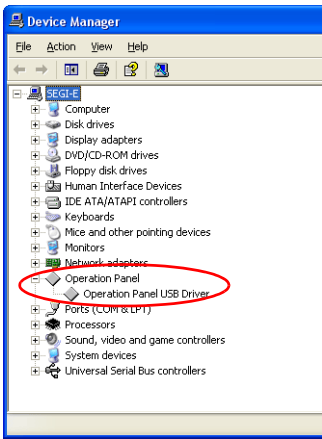 Device Manager
File Action View Help
SEGI-E
Computer
Disk drives
Display adapters
DVD/CD-ROM drives
Floppy disk drives
Human Interface Devices
IDE ATA/ATAPI controllers
Keyboards
Mice and other pointing devices
Monitors
Network adapters
Operation Panel
Operation Panel USB Driver
Ports (COM & LPT)
Processors
Sound, video and game controllers
System devices
Universal Serial Bus controllers